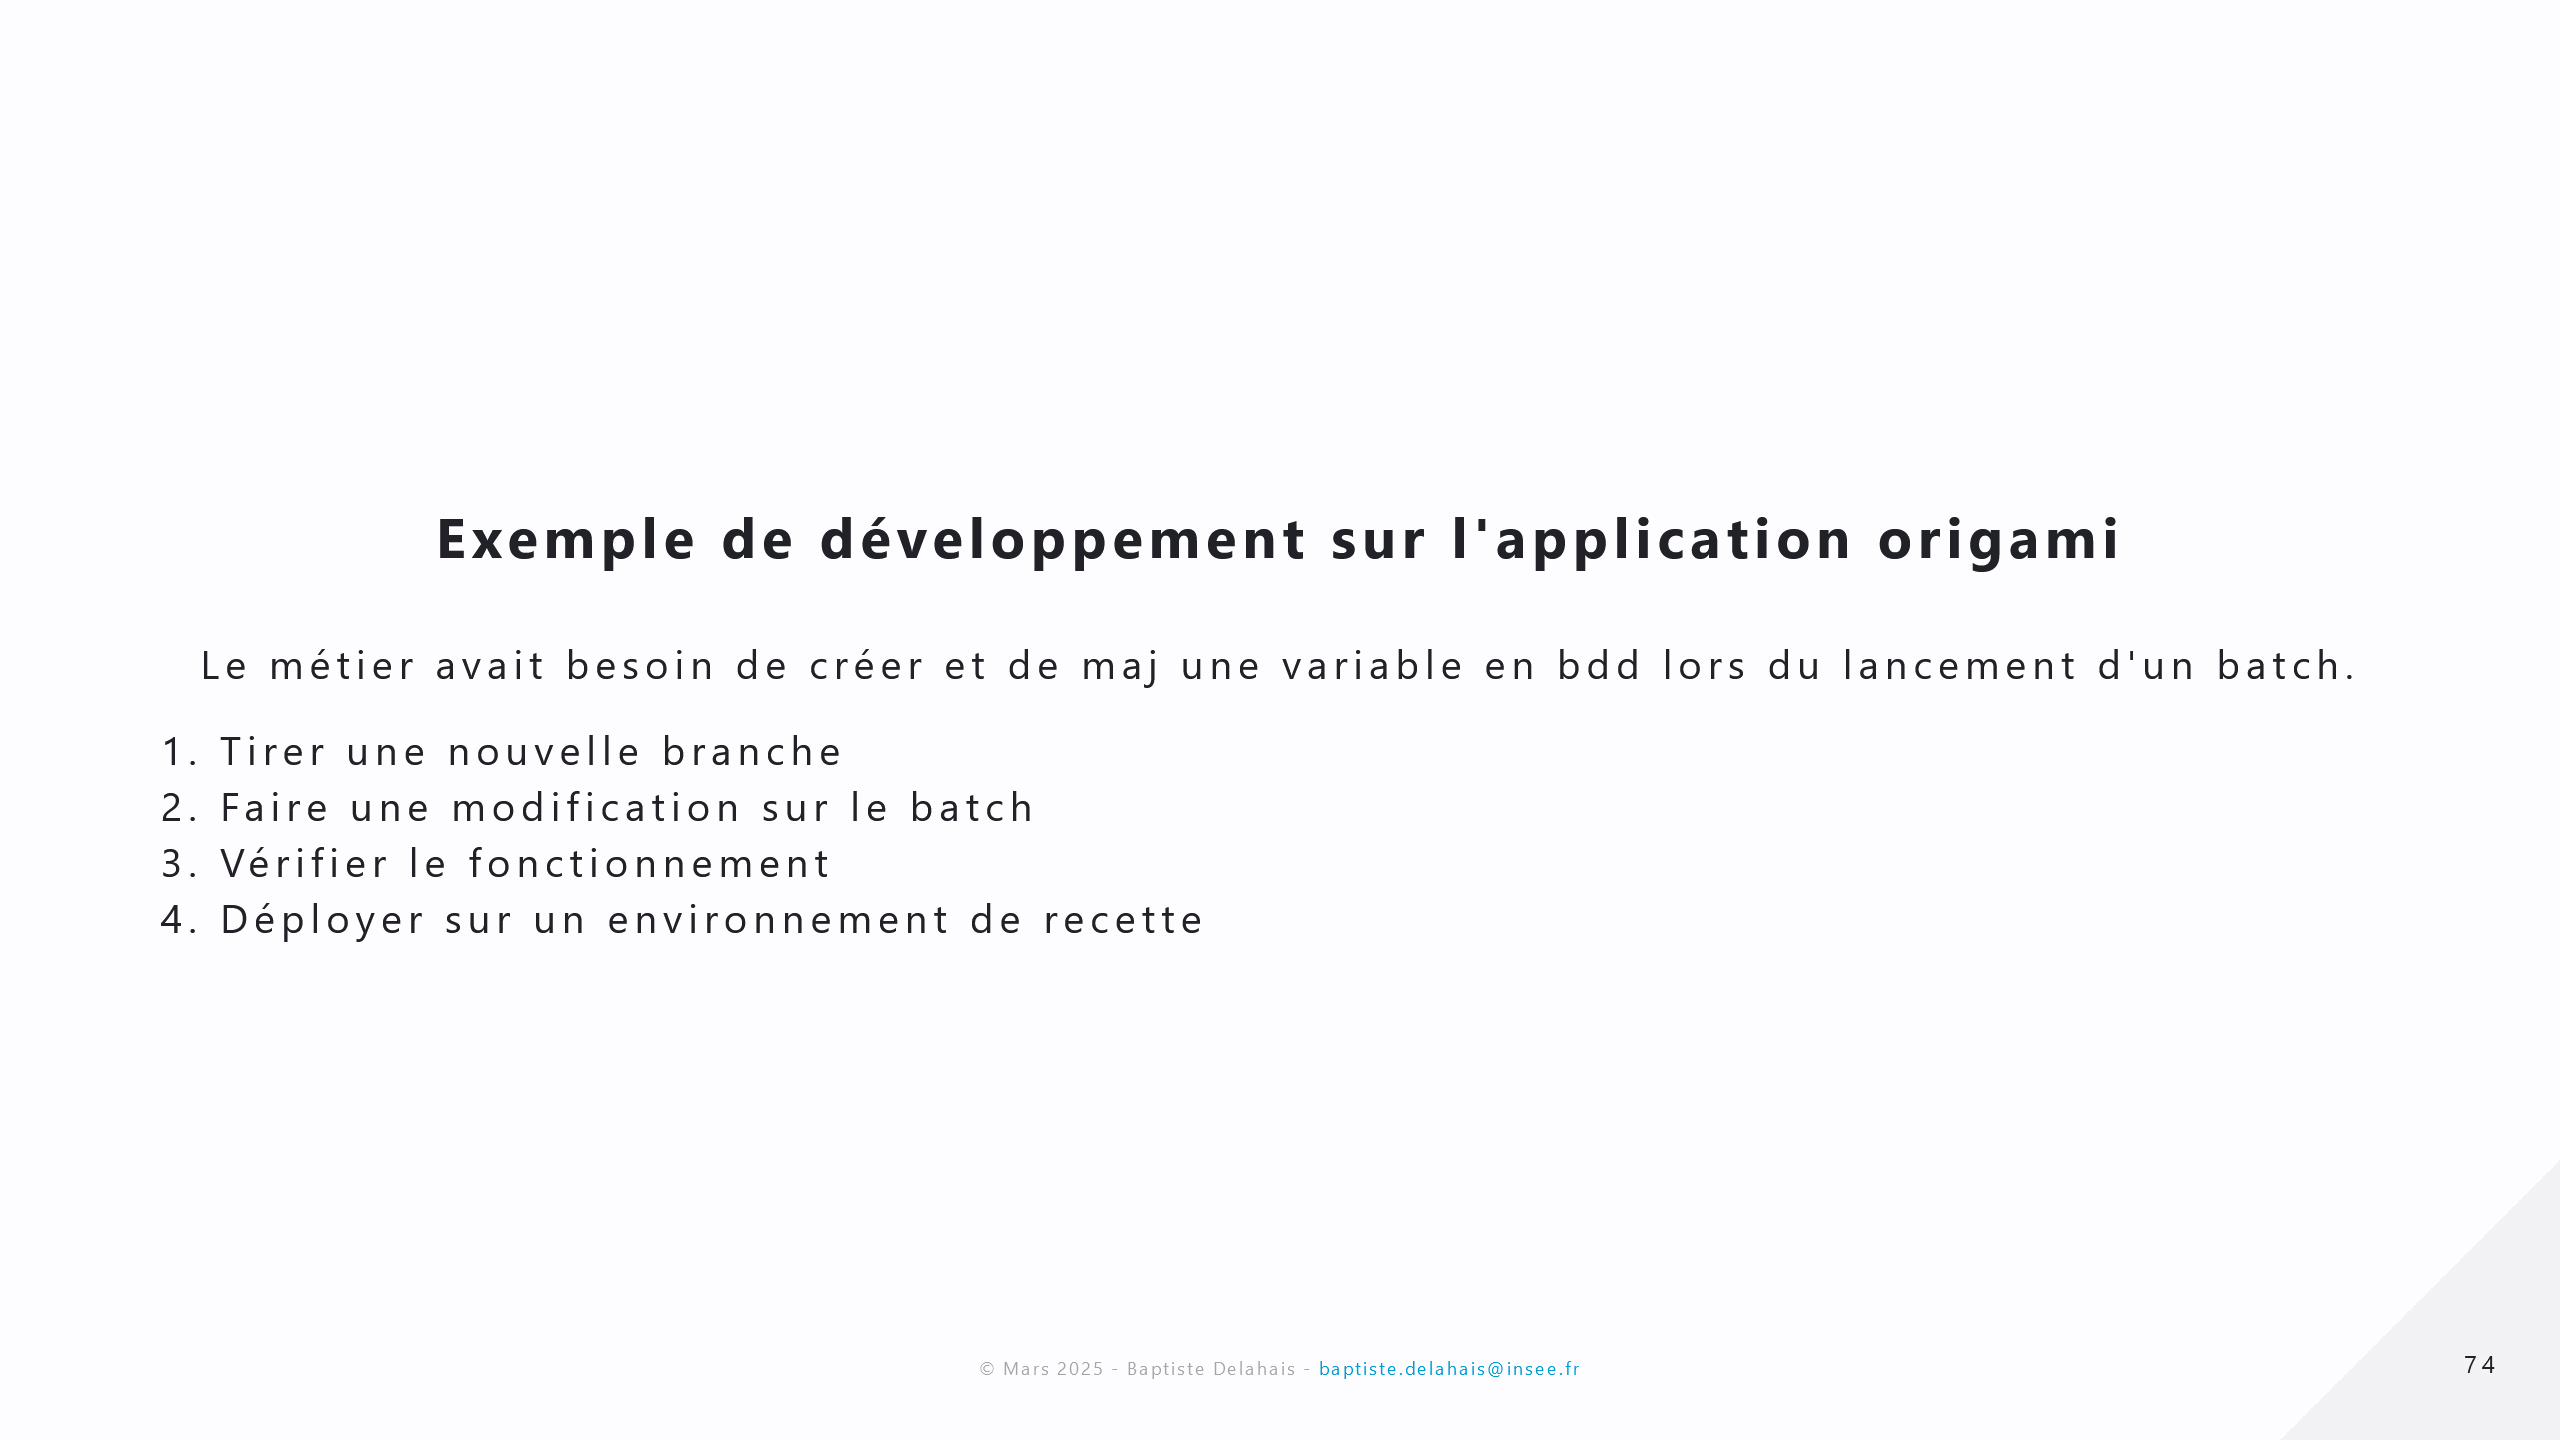 Exemple de développement sur l'application origami
Le métier avait besoin de créer et de maj une variable en bdd lors du lancement d'un batch.
1. Tirer une nouvelle branche
2. Faire une modification sur le batch
3. Vérifier le fonctionnement
4. Déployer sur un environnement de recette
© Mars 2025 - Baptiste Delahais - baptiste.delahais@insee.fr
74